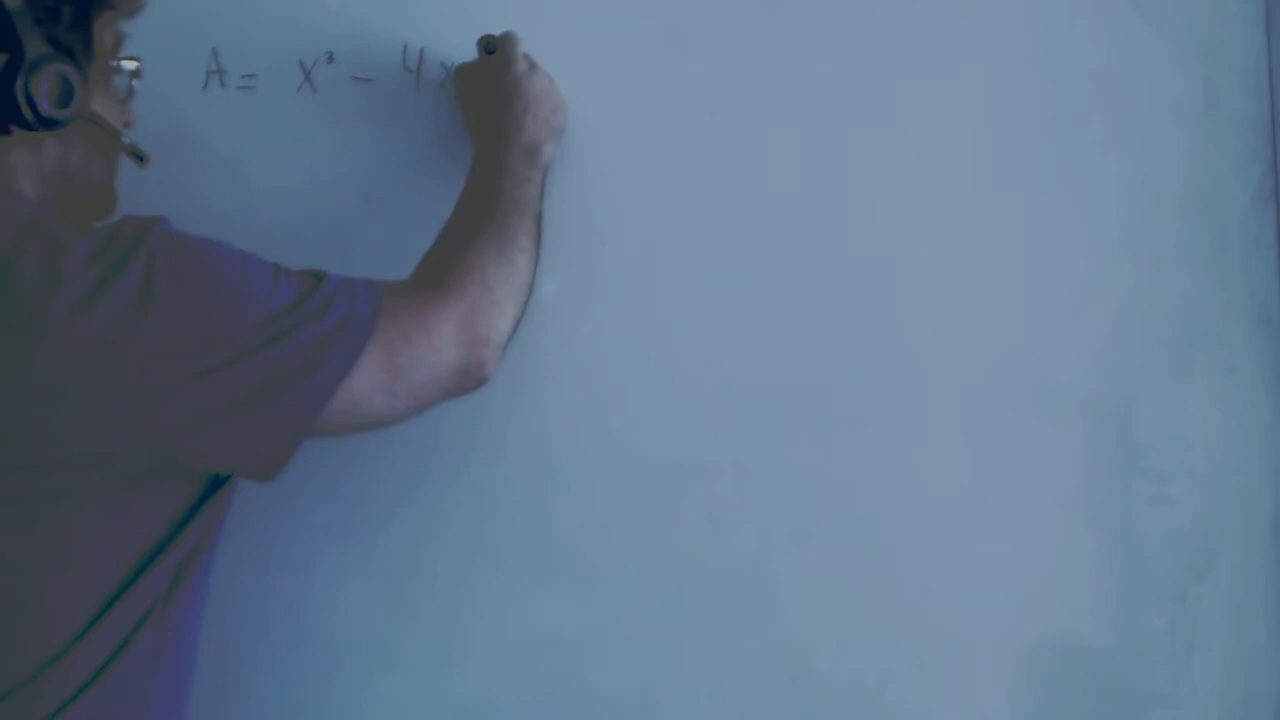 A = x³ - 4x